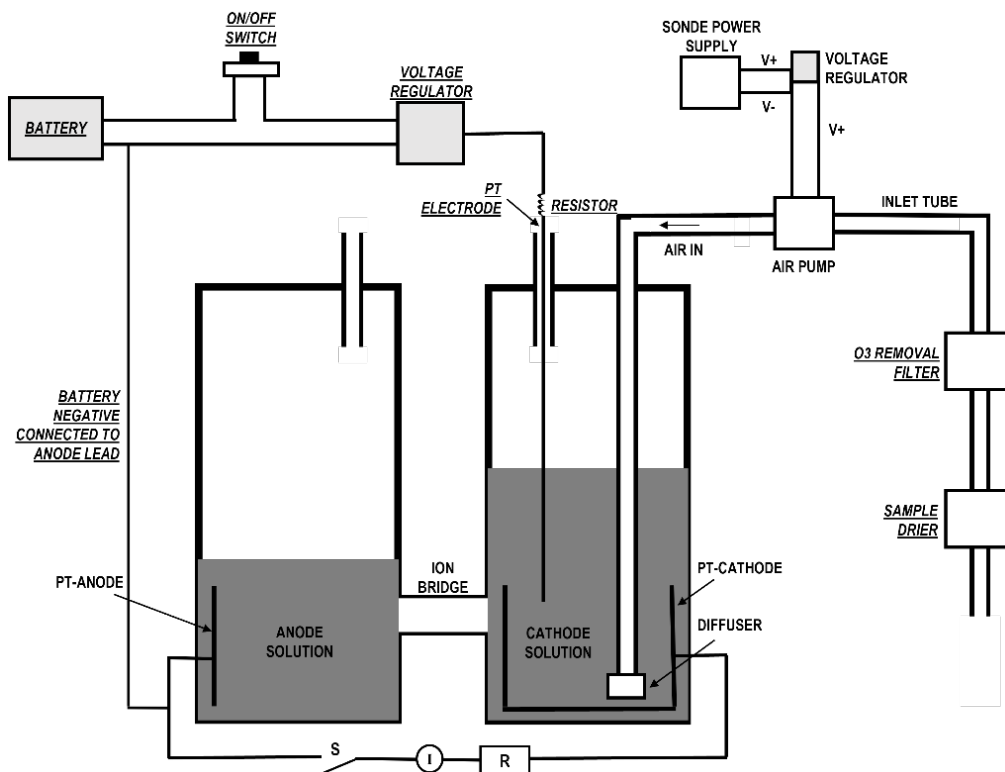 ON/OFF
SWITCH
SONDE POWER
SUPPLY
V+
V-
VOLTAGE
REGULATOR
V+
VOLTAGE
REGULATOR
BATTERY
PT
ELECTRODE
RESISTOR
AIR IN
AIR PUMP
INLET TUBE
O3 REMOVAL
FILTER
BATTERY
NEGATIVE
CONNECTED TO
ANODE LEAD
SAMPLE
DRIER
PT-ANODE
ION
BRIDGE
PT-CATHODE
ANODE
SOLUTION
CATHODE
SOLUTION
DIFFUSER
S
I
R